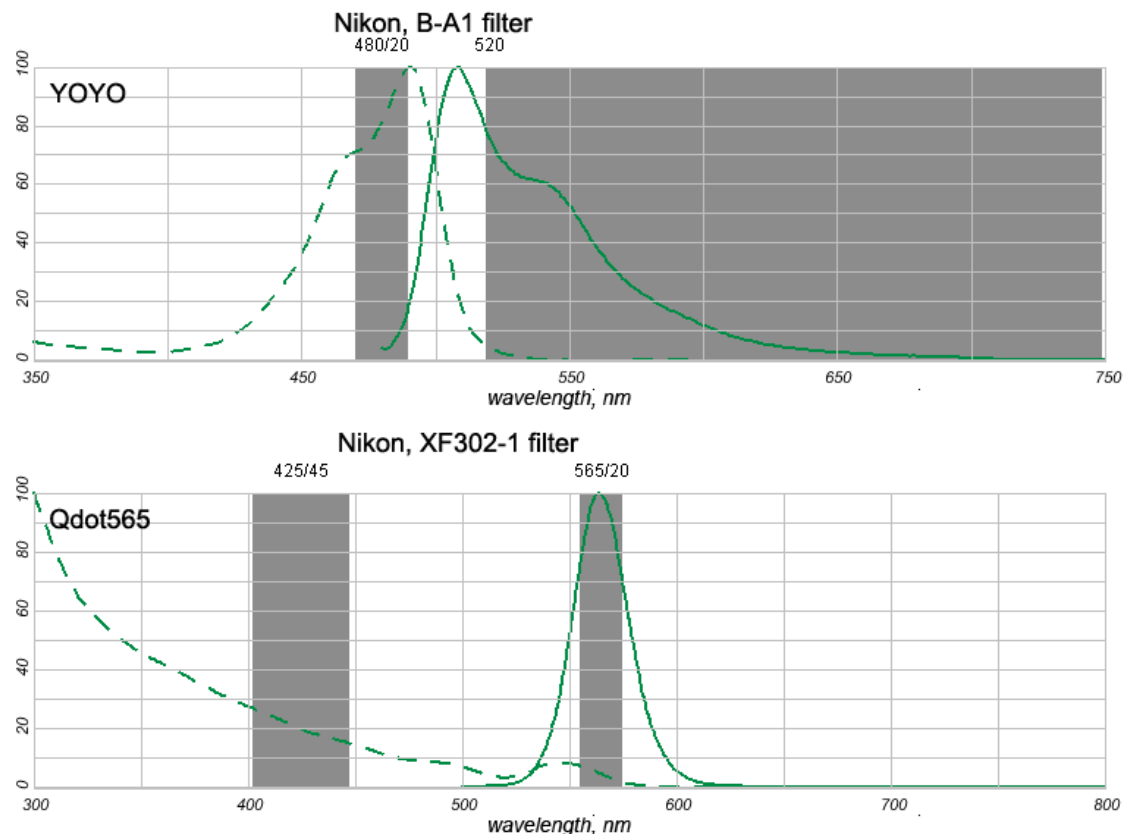 Nikon, B-A1 filter
480/20 520
YOYO
100
80
60
40
20
0
350 450 550 650 750
wavelength, nm
Nikon, XF302-1 filter
425/45 565/20
Qdot565
100
80
60
40
20
0
300 400 500 600 700 800
wavelength, nm